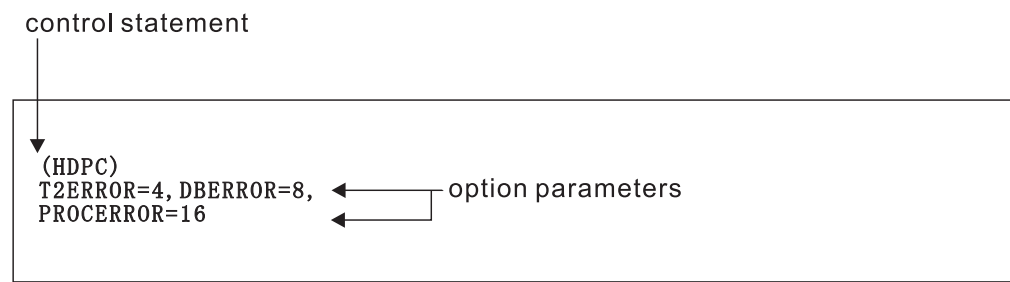 control statement
(HDPC)
T2ERROR=4,DBERROR=8,
option parameters
PROCERROR=16